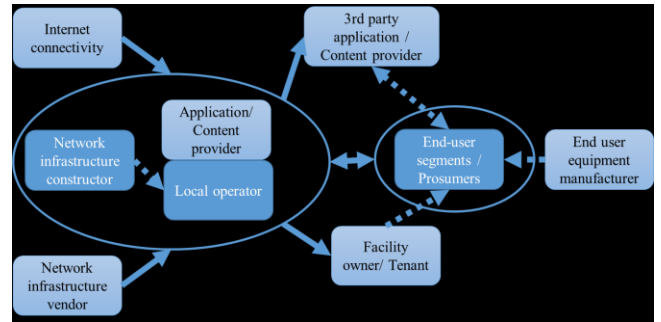 Internet
connectivity
3rd party
application /
Content provider
Application/
Content
provider
Network
infrastructure
constructor
Local operator
End-user
segments /
Prosumers
End user
equipment
manufacturer
Network
infrastructure
vendor
Facility
owner/ Tenant